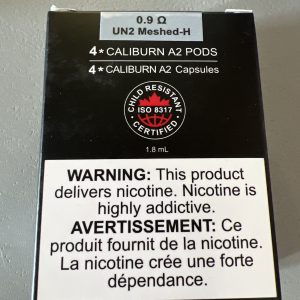 0.9 Ω
UN2 Meshed-H
4* CALIBURN A2 PODS
4* CALIBURN A2 Capsules
CHILD RESISTANT
ISO 8317
CERTIFIED
1.8 mL
WARNING: This product
delivers nicotine. Nicotine is
highly addictive.
AVERTISSEMENT: Ce
produit fournit de la nicotine.
La nicotine crée une forte
dépendance.